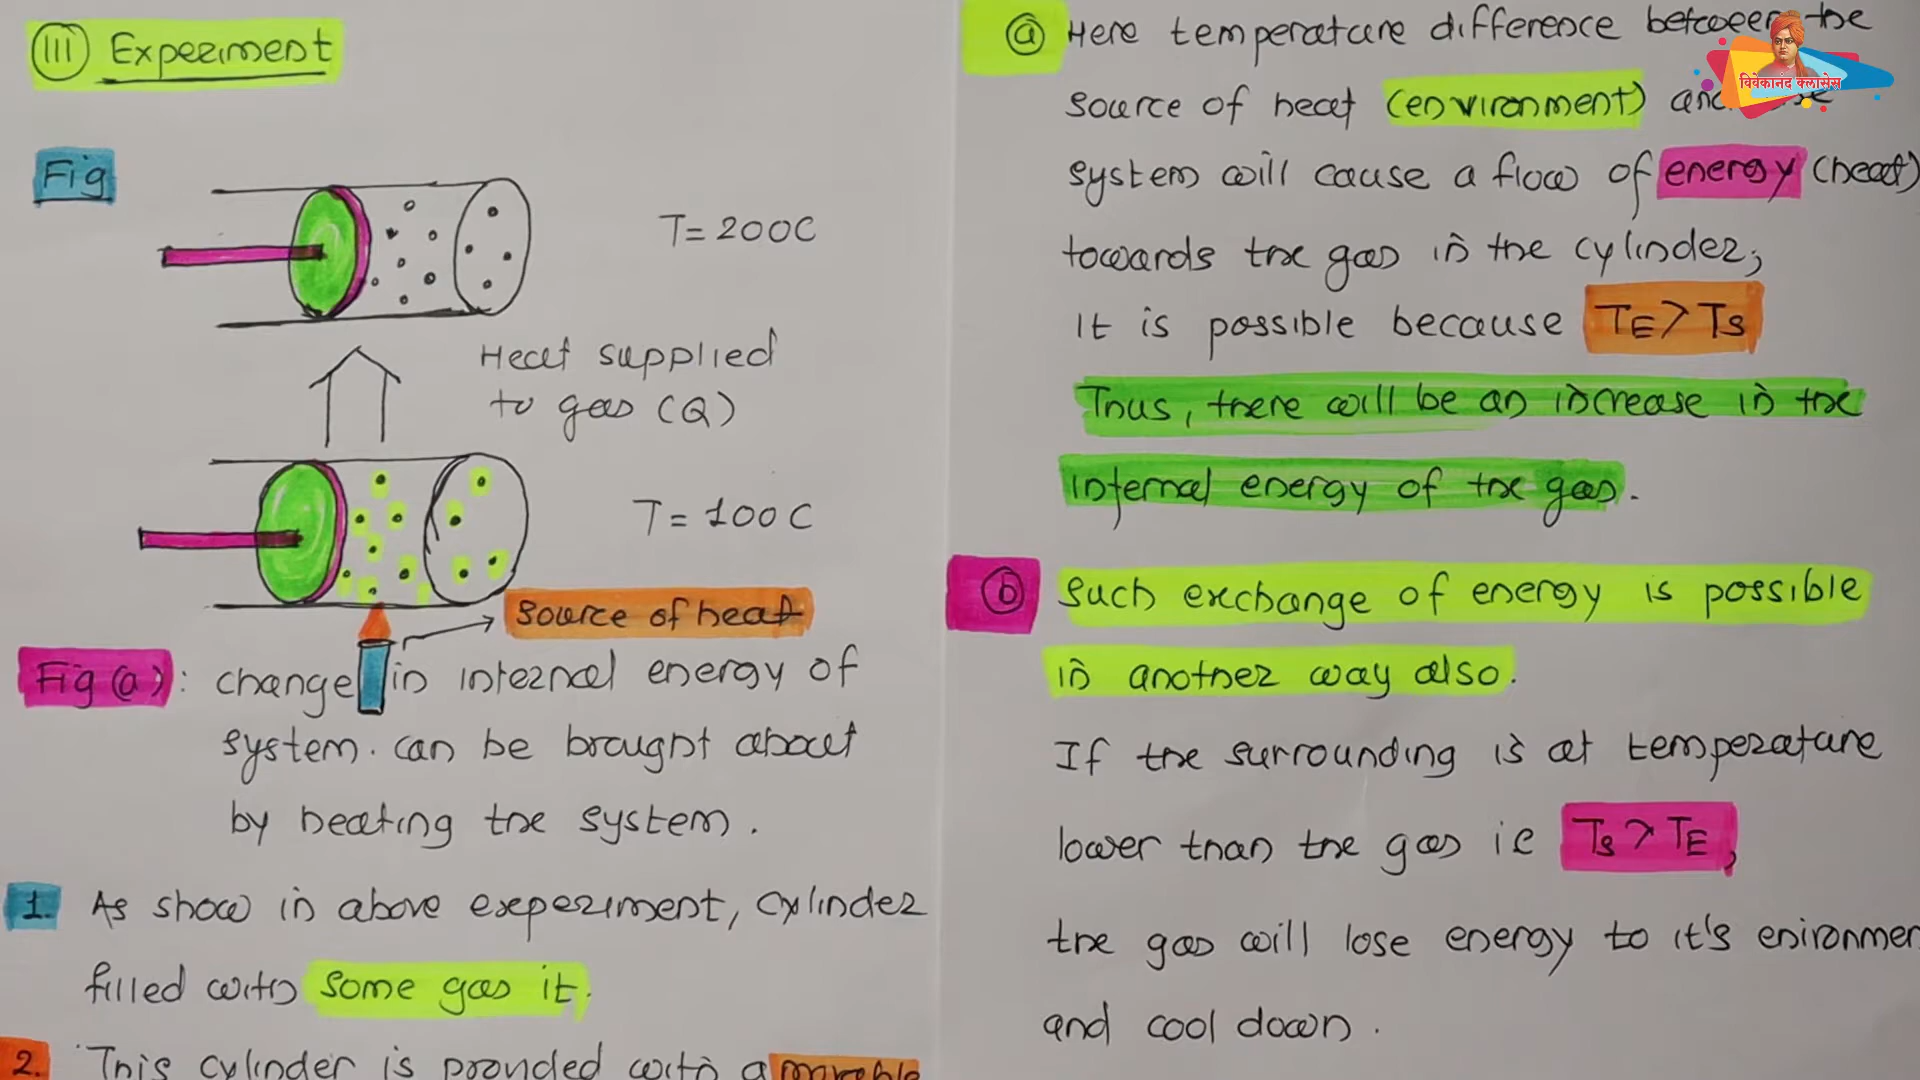 III Experiment
Fig
T= 200C
Heat supplied
to gas (Q)
T= 100C
Source of heat
Fig (a): change in internal energy of
system. can be brought about
by heating the system.
1. As show in above experiment, cylinder
filled with some gas it.
2. This cylinder is provided with a movable
a Here temperature difference between the
source of heat (environment) and the
system will cause a flow of energy (heat)
towards the gas in the cylinder;
It is possible because TE > Ts
Thus, there will be an increase in the
internal energy of the gas.
b Such exchange of energy is possible
in another way also.
If the surrounding is at temperature
lower than the gas ie Ts > TE,
the gas will lose energy to it's enironmen
and cool down.
विवेकानंद क्लासेस